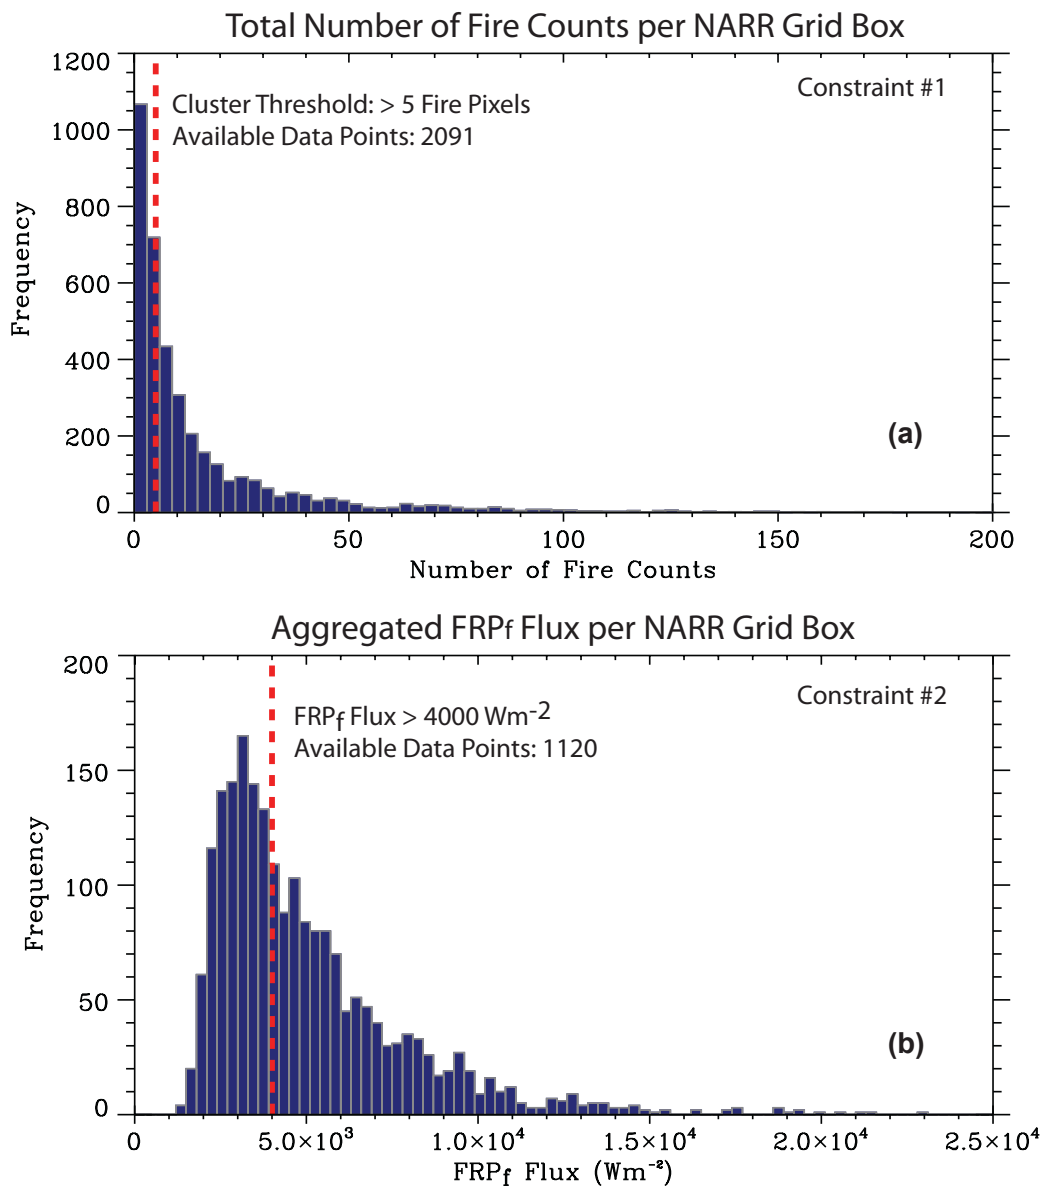 Total Number of Fire Counts per NARR Grid Box
1200
1000
800
600
400
200
0
Frequency
Cluster Threshold: > 5 Fire Pixels
Available Data Points: 2091
Constraint #1
(a)
0 50 100 150 200
Number of Fire Counts
Aggregated FRPf Flux per NARR Grid Box
200
150
100
50
0
Frequency
FRPf Flux > 4000 Wm-2
Available Data Points: 1120
Constraint #2
(b)
0 5.0×10³ 1.0×10⁴ 1.5×10⁴ 2.0×10⁴ 2.5×10⁴
FRPf Flux (Wm⁻²)